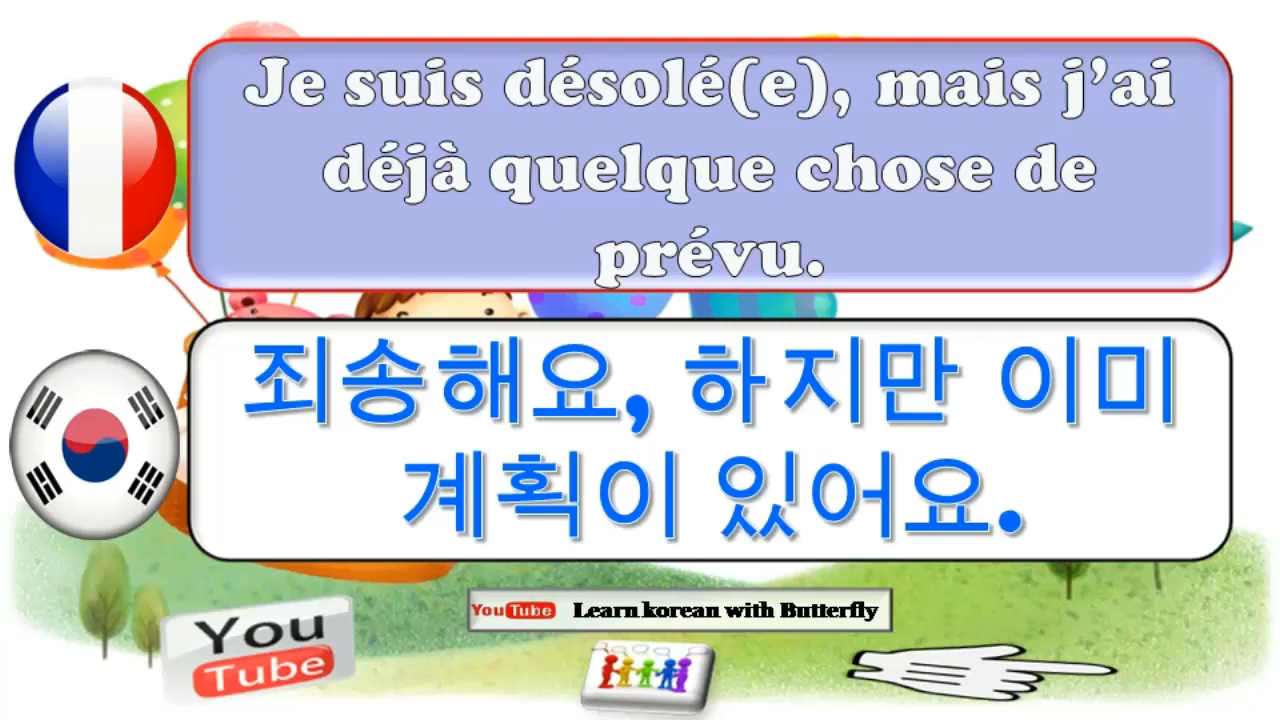 Je suis désolé(e), mais j’ai
déjà quelque chose de
prévu.
죄송해요, 하지만 이미
계획이 있어요.
YouTube Learn korean with Butterfly
You
Tube